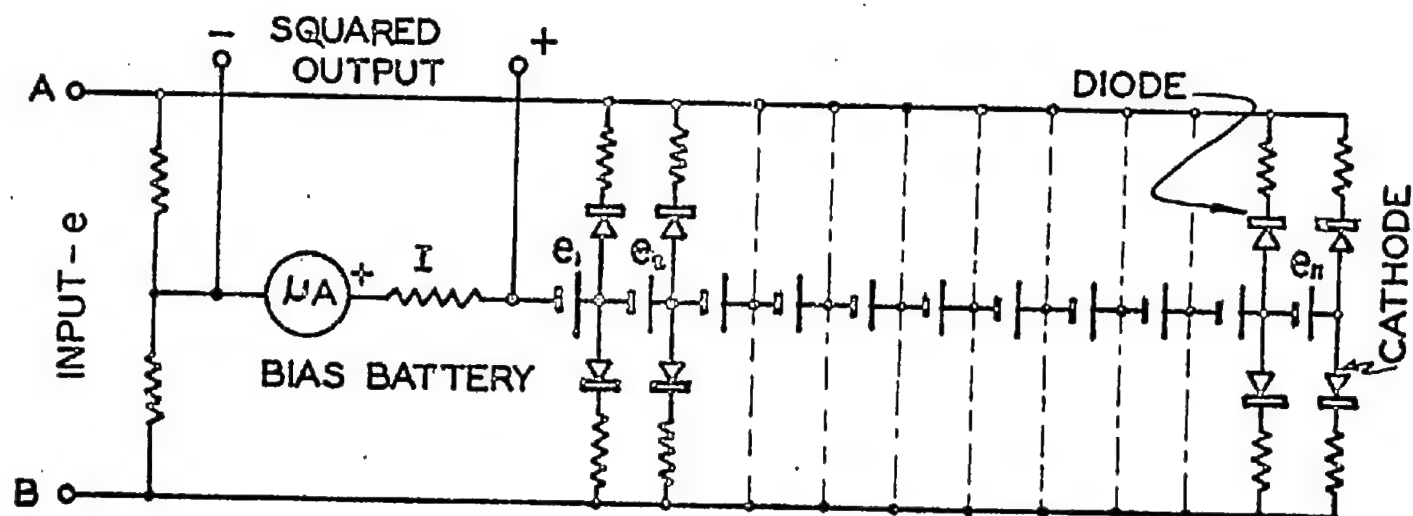 - SQUARED +
OUTPUT
A
DIODE
INPUT-e
μA
+
I
e₁
e₂
eₙ
CATHODE
BIAS BATTERY
B